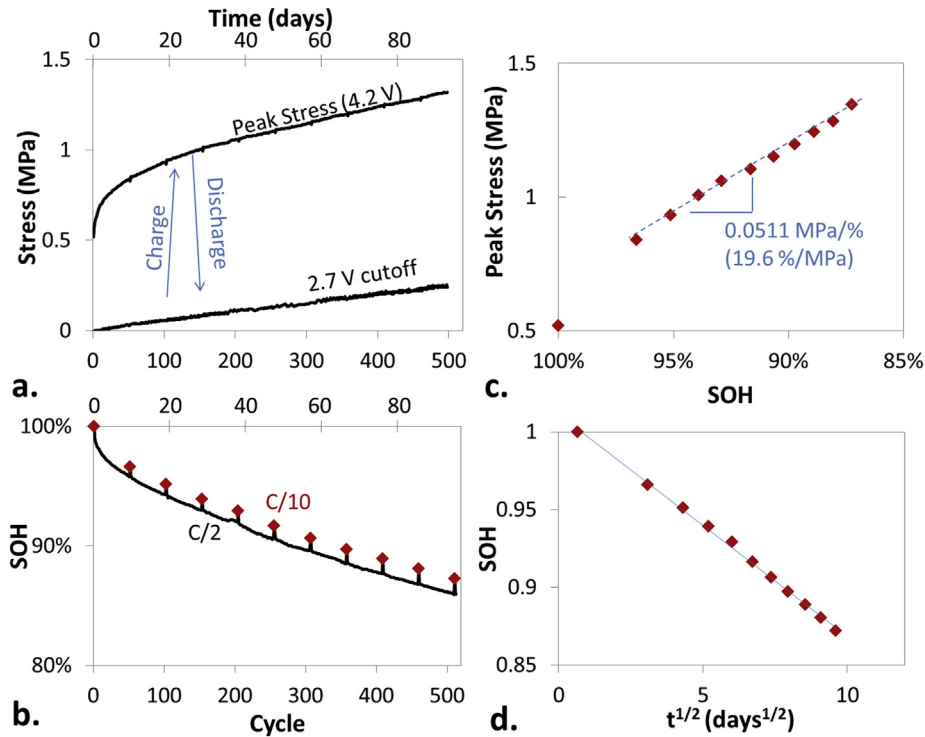 Time (days)
0 20 40 60 80
1.5
1
0.5
0
Stress (MPa)
Peak Stress (4.2 V)
Charge
Discharge
2.7 V cutoff
0 100 200 300 400 500
a.
1.5
1
0.5
Peak Stress (MPa)
0.0511 MPa/%
(19.6 %/MPa)
100% 95% 90% 85%
SOH
c.
0 20 40 60 80
100%
90%
80%
SOH
C/10
C/2
0 100 200 300 400 500
Cycle
b.
1
0.95
0.9
0.85
SOH
0 5 10
t^1/2 (days^1/2)
d.